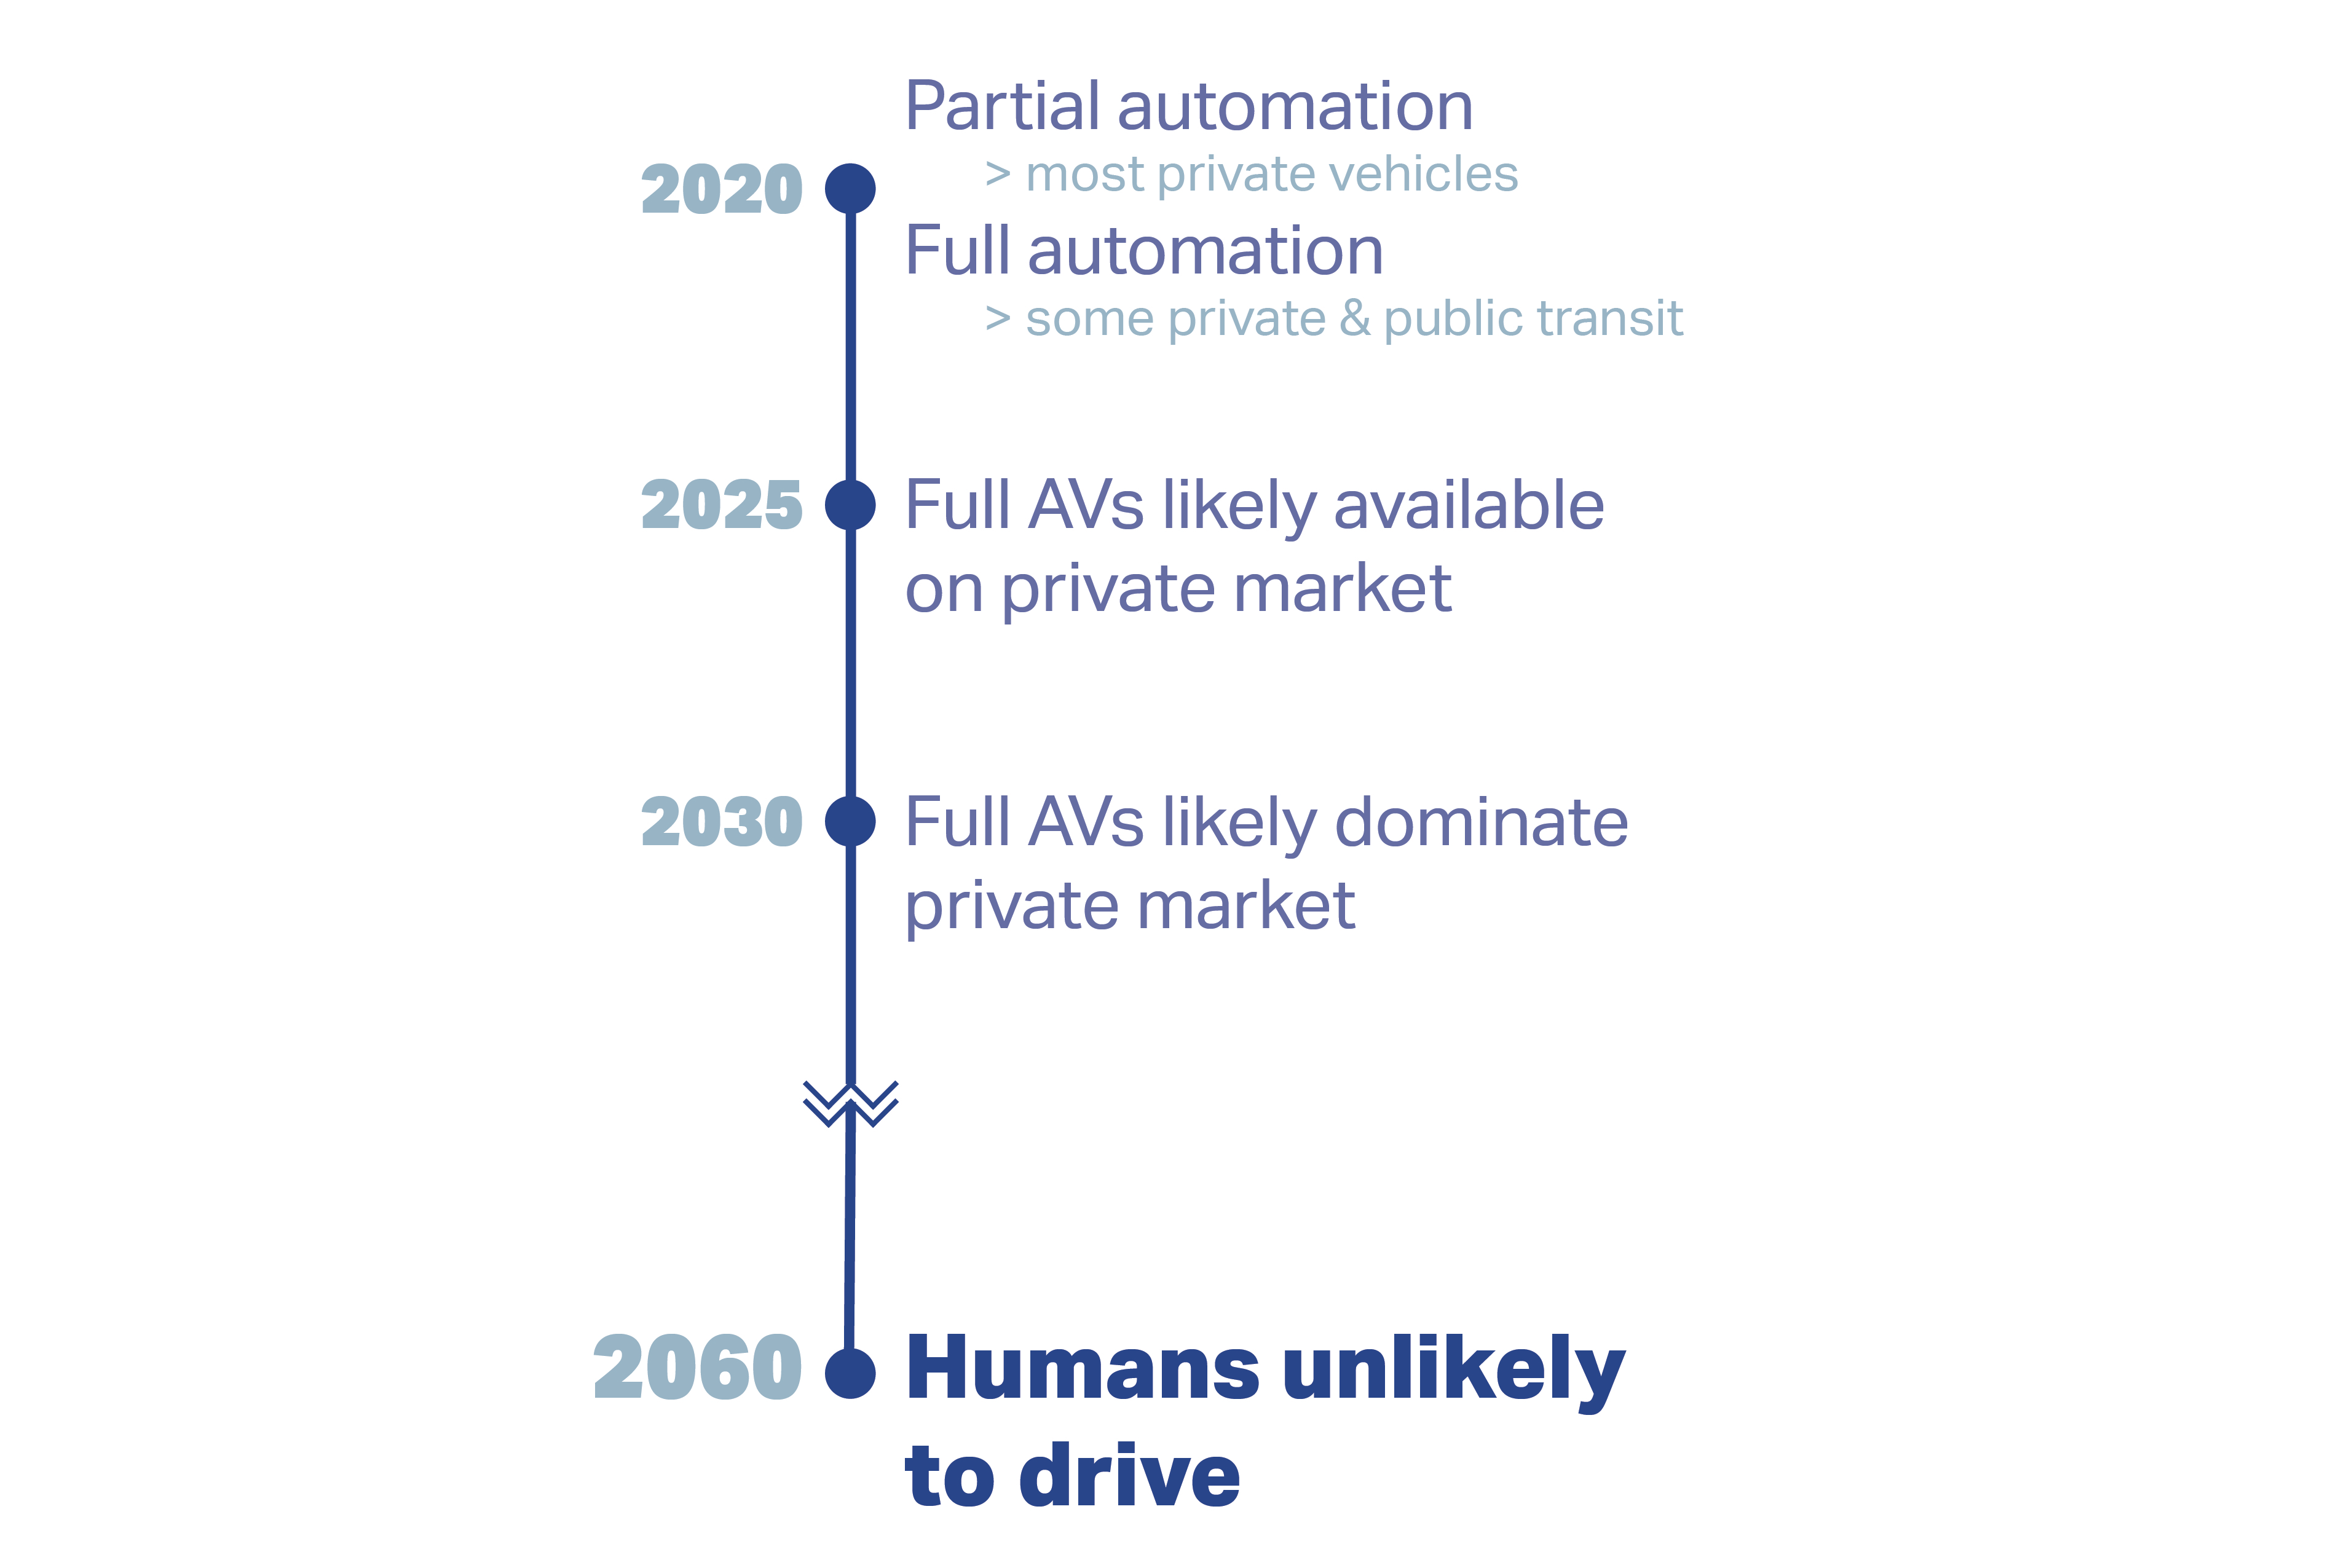 Partial automation
> most private vehicles
2020
Full automation
> some private & public transit
2025
Full AVs likely available
on private market
2030
Full AVs likely dominate
private market
2060
Humans unlikely
to drive